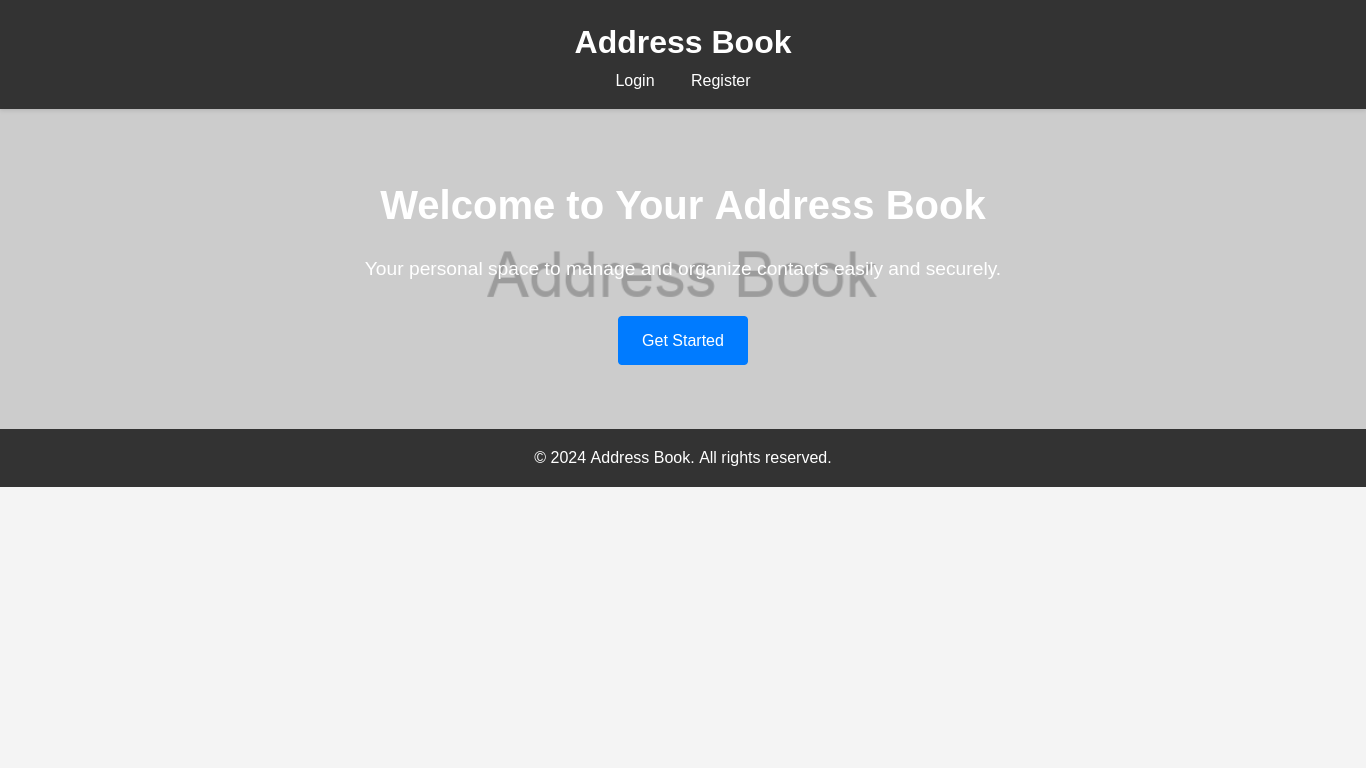 Address Book
Login Register
Welcome to Your Address Book
Address Book
Your personal space to manage and organize contacts easily and securely.
Get Started
© 2024 Address Book. All rights reserved.